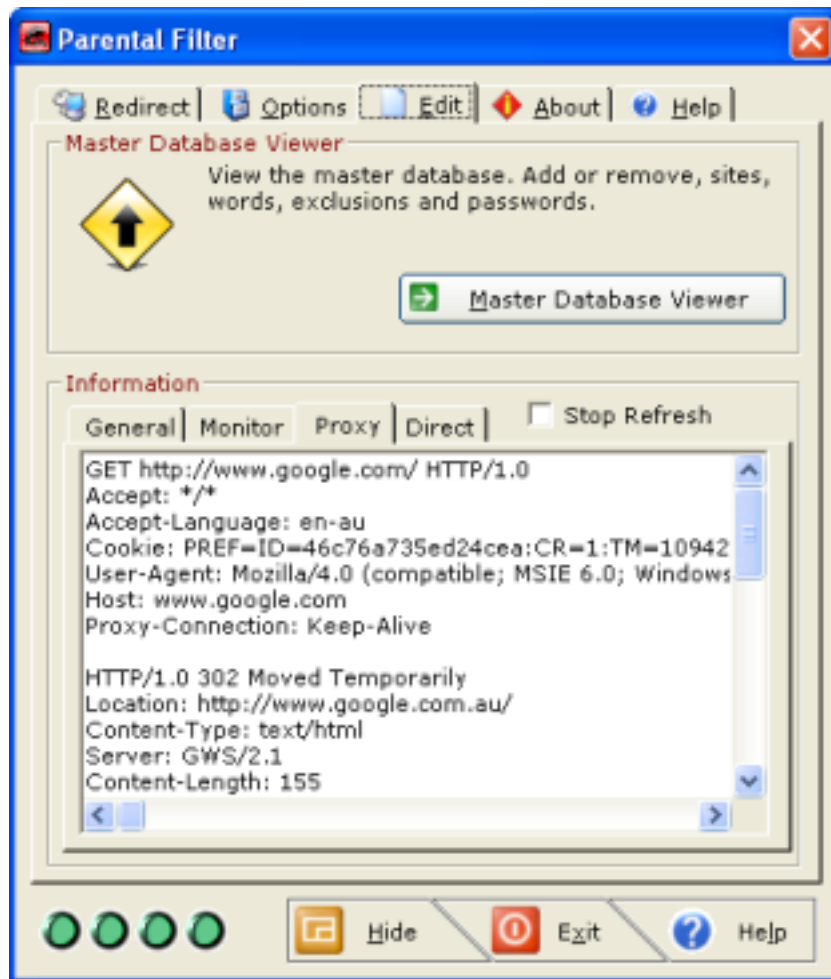 Parental Filter
Redirect Options Edit About Help
Master Database Viewer
View the master database. Add or remove, sites,
words, exclusions and passwords.
Master Database Viewer
Information
General Monitor Proxy Direct Stop Refresh
GET http://www.google.com/ HTTP/1.0
Accept: */*
Accept-Language: en-au
Cookie: PREF=ID=46c76a735ed24cea:CR=1:TM=10942
User-Agent: Mozilla/4.0 (compatible; MSIE 6.0; Windows
Host: www.google.com
Proxy-Connection: Keep-Alive
HTTP/1.0 302 Moved Temporarily
Location: http://www.google.com.au/
Content-Type: text/html
Server: GWS/2.1
Content-Length: 155
Hide Exit Help